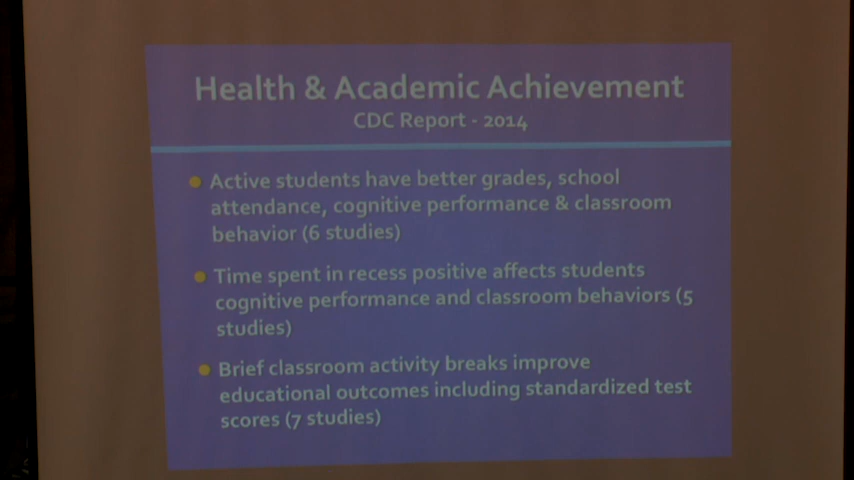 Health & Academic Achievement
CDC Report - 2014
Active students have better grades, school
attendance, cognitive performance & classroom
behavior (6 studies)
Time spent in recess positive affects students
cognitive performance and classroom behaviors (5
studies)
Brief classroom activity breaks improve
educational outcomes including standardized test
scores (7 studies)